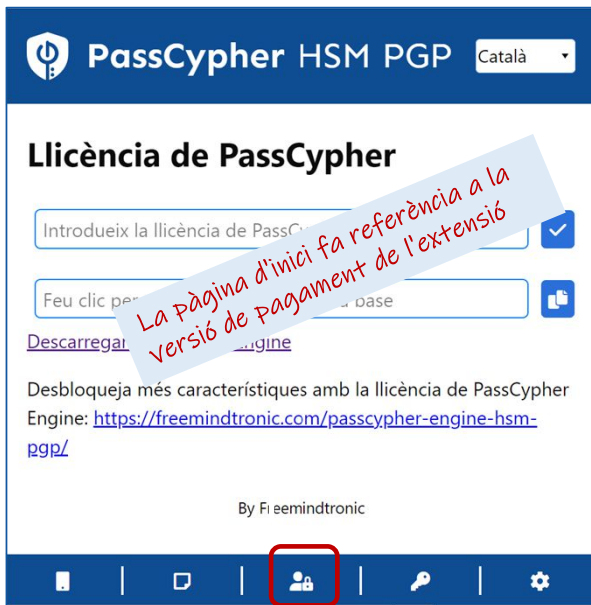 PassCypher HSM PGP
Català
Llicència de PassCypher
Introdueix la llicència de
La pàgina d'inici fa referència a la
versió de pagament de l'extensió
Feu clic per base
Descarregar ngine
Desbloqueja més característiques amb la llicència de PassCypher
Engine: https://freemindtronic.com/passcypher-engine-hsm-
pgp/
By Freemindtronic